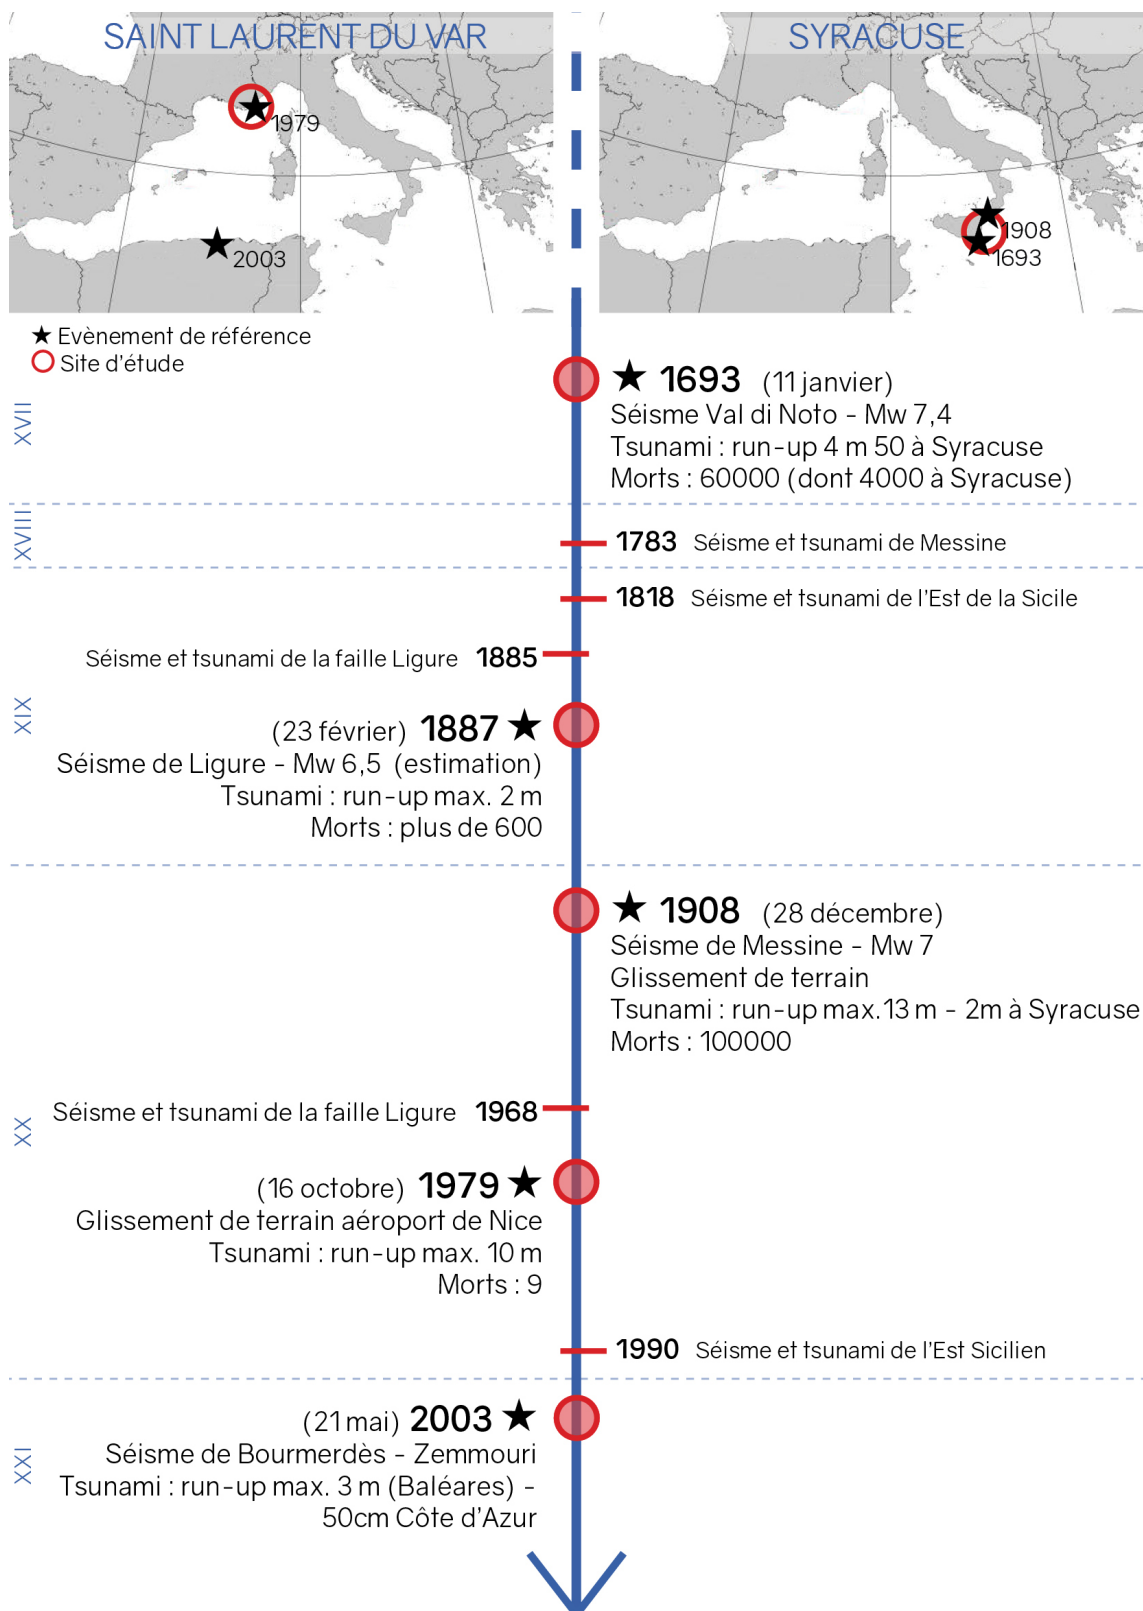 SAINT LAURENT DU VAR
SYRACUSE
1979
2003
1908
1693
Evènement de référence
Site d'étude
XVII
1693 (11 janvier)
Séisme Val di Noto - Mw 7,4
Tsunami : run-up 4 m 50 à Syracuse
Morts : 60000 (dont 4000 à Syracuse)
XVIII
1783 Séisme et tsunami de Messine
1818 Séisme et tsunami de l'Est de la Sicile
Séisme et tsunami de la faille Ligure 1885
XIX
(23 février) 1887
Séisme de Ligure - Mw 6,5 (estimation)
Tsunami : run-up max. 2 m
Morts : plus de 600
1908 (28 décembre)
Séisme de Messine - Mw 7
Glissement de terrain
Tsunami : run-up max.13 m - 2m à Syracuse
Morts : 100000
XX
Séisme et tsunami de la faille Ligure 1968
(16 octobre) 1979
Glissement de terrain aéroport de Nice
Tsunami : run-up max. 10 m
Morts : 9
1990 Séisme et tsunami de l'Est Sicilien
XXI
(21 mai) 2003
Séisme de Bourmerdès - Zemmouri
Tsunami : run-up max. 3 m (Baléares) -
50cm Côte d'Azur